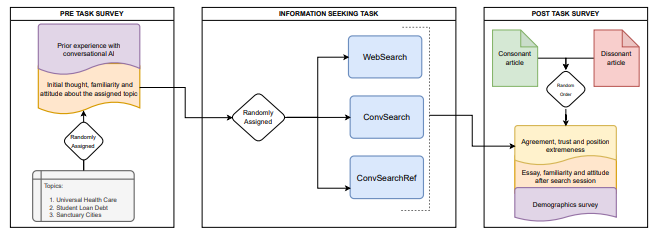 PRE TASK SURVEY
Prior experience with
conversational AI
Initial thought, familiarity and
attitude about the assigned topic
Randomly
Assigned
Topics:
1. Universal Health Care
2. Student Loan Debt
3. Sanctuary Cities
INFORMATION SEEKING TASK
Randomly
Assigned
WebSearch
ConvSearch
ConvSearchRef
POST TASK SURVEY
Consonant
article
Dissonant
article
Random
Order
Agreement, trust and position
extremeness
Essay, familiarity and attitude
after search session
Demographics survey